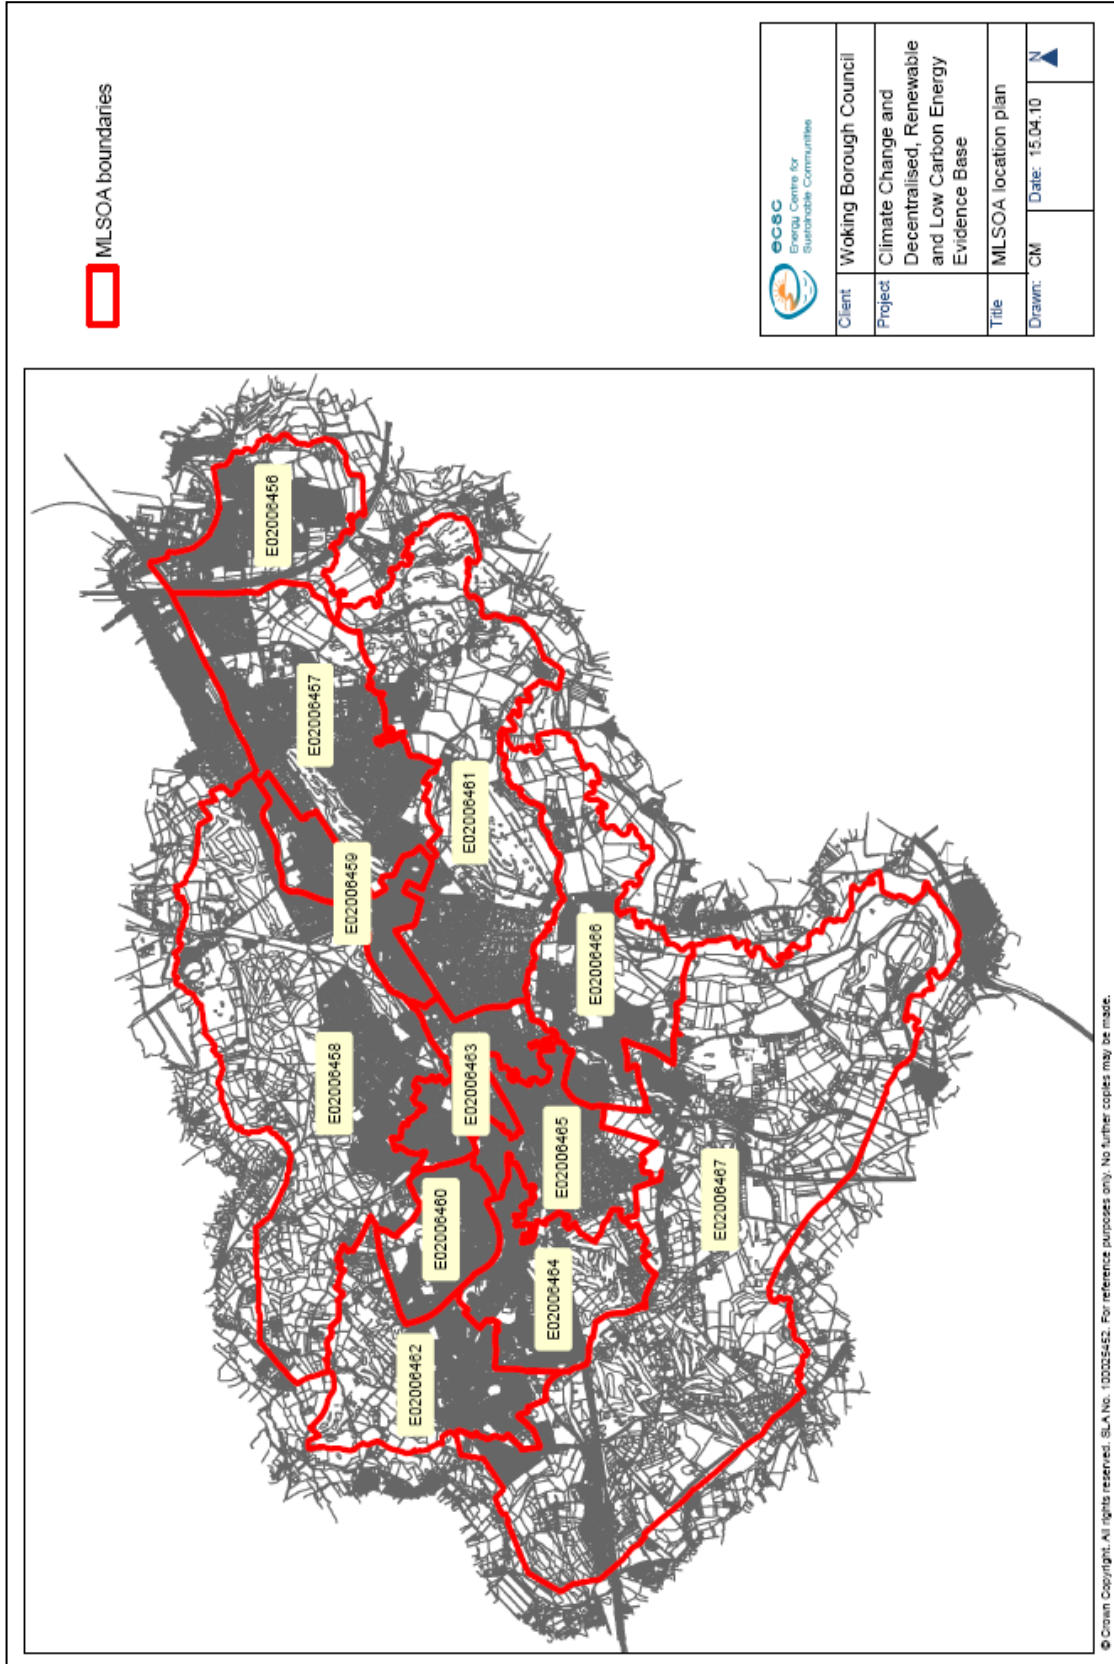 MLSOA boundaries
E02006456
E02006457
E02006461
E02006459
E02006466
E02006458
E02006463
E02006465
E02006467
E02006460
E02006464
E02006462
ecsc
Energy Centre for
Sustainable Communities
Client Woking Borough Council
Project Climate Change and
Decentralised, Renewable
and Low Carbon Energy
Evidence Base
Title MLSOA location plan
Drawn: CM Date: 15.04.10 N
© Crown Copyright. All rights reserved. SLA No. 100025452. For reference purposes only. No further copies may be made.